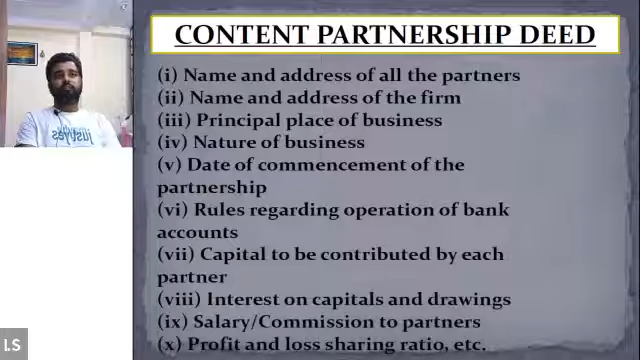 CONTENT PARTNERSHIP DEED
(i) Name and address of all the partners
(ii) Name and address of the firm
(iii) Principal place of business
(iv) Nature of business
(v) Date of commencement of the
partnership
(vi) Rules regarding operation of bank
accounts
(vii) Capital to be contributed by each
partner
(viii) Interest on capitals and drawings
(ix) Salary/Commission to partners
(x) Profit and loss sharing ratio, etc.
I.S